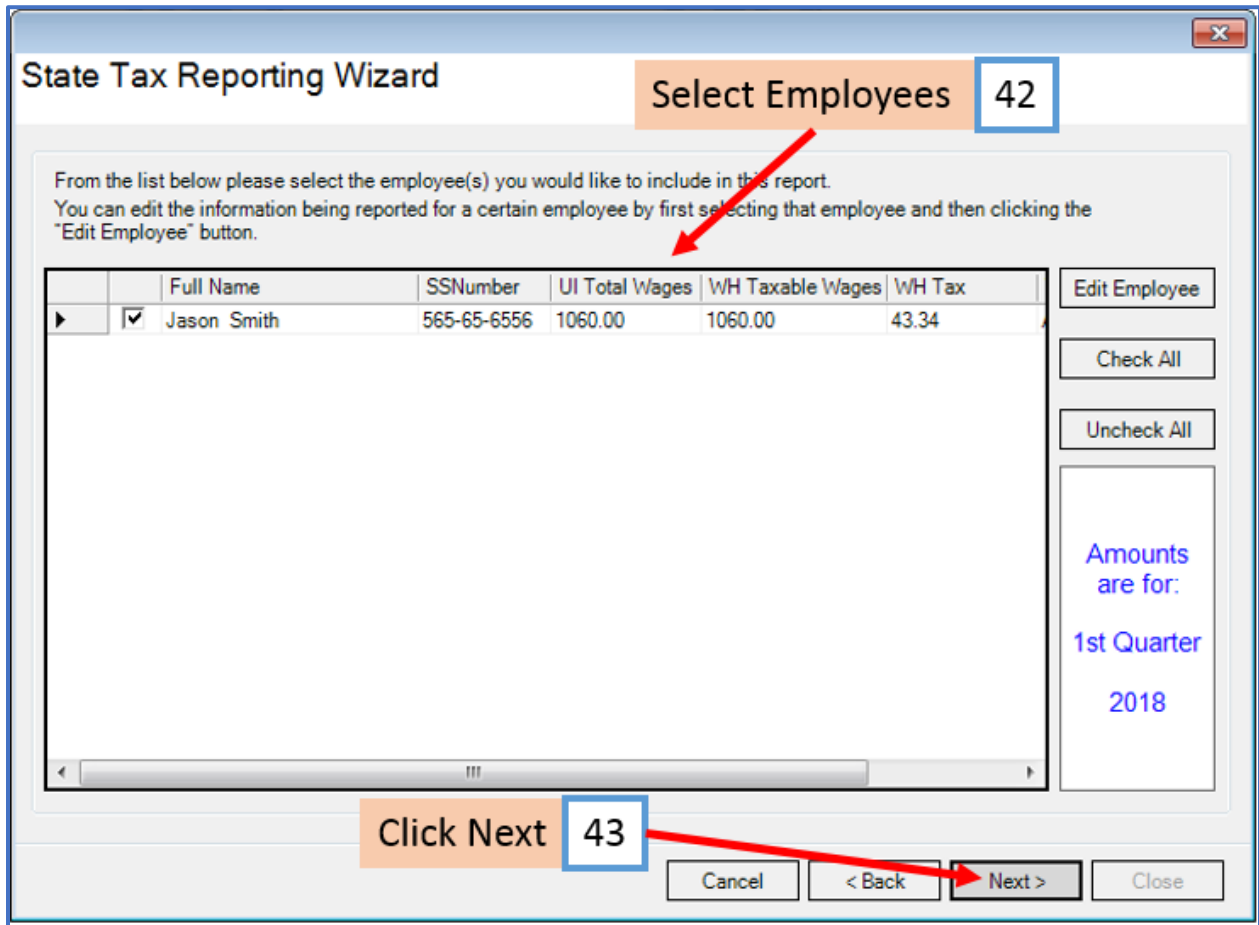 State Tax Reporting Wizard
Select Employees 42
From the list below please select the employee(s) you would like to include in this report.
You can edit the information being reported for a certain employee by first selecting that employee and then clicking the
"Edit Employee" button.
Full Name SSNumber UI Total Wages WH Taxable Wages WH Tax
Jason Smith 565-65-6556 1060.00 1060.00 43.34
Edit Employee
Check All
Uncheck All
Amounts
are for:
1st Quarter
2018
Click Next 43
Cancel < Back Next > Close